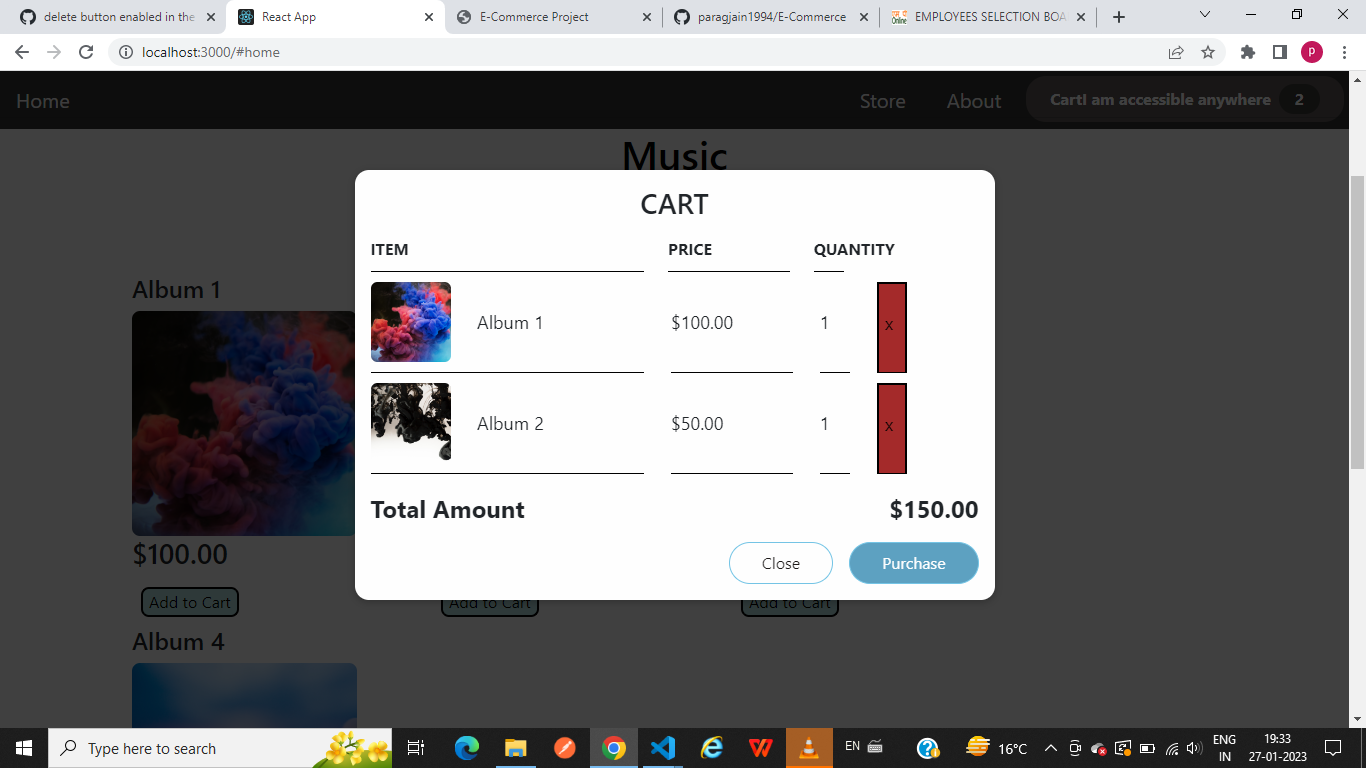 delete button enabled in the
React App
E-Commerce Project
paragjain1994/E-Commerce
EMPLOYEES SELECTION BOA
localhost:3000/#home
P
Home
Store
About
CartI am accessible anywhere
2
Music
CART
ITEM
PRICE
QUANTITY
Album 1
$100.00
1
x
Album 2
$50.00
1
x
Total Amount
$150.00
Close
Purchase
Album 1
$100.00
Add to Cart
Add to Cart
Add to Cart
Album 4
Type here to search
EN
16°C
ENG
IN
19:33
27-01-2023